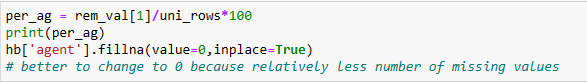 per_ag = rem_val[1]/uni_rows*100
print(per_ag)
hb['agent'].fillna(value=0,inplace=True)
# better to change to 0 because relatively less number of missing values